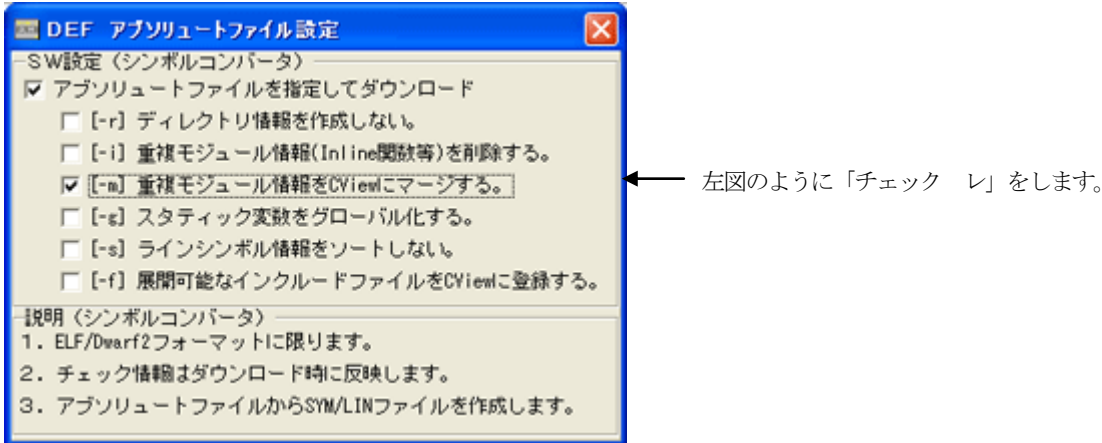 DEF アブソリュートファイル設定
SW設定(シンボルコンバータ)
アブソリュートファイルを指定してダウンロード
[-r] ディレクトリ情報を作成しない。
[-i] 重複モジュール情報(Inline関数等)を削除する。
[-m] 重複モジュール情報をCViewにマージする。
左図のように「チェック レ」をします。
[-g] スタティック変数をグローバル化する。
[-s] ラインシンボル情報をソートしない。
[-f] 展開可能なインクルードファイルをCViewに登録する。
説明(シンボルコンバータ)
1. ELF/Dwarf2フォーマットに限ります。
2. チェック情報はダウンロード時に反映します。
3. アブソリュートファイルからSYM/LINファイルを作成します。